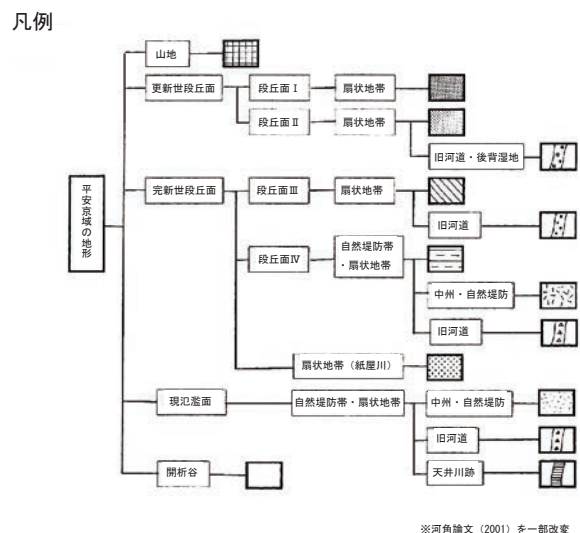 凡例
山地
更新世段丘面
段丘面Ⅰ
扇状地帯
段丘面Ⅱ
扇状地帯
旧河道・後背湿地
平安京域の地形
完新世段丘面
段丘面Ⅲ
扇状地帯
旧河道
段丘面Ⅳ
自然堤防帯
・扇状地帯
中州・自然堤防
旧河道
扇状地帯（紙屋川）
現氾濫面
自然堤防帯・扇状地帯
中州・自然堤防
旧河道
天井川跡
開析谷
※河角論文（2001）を一部改変